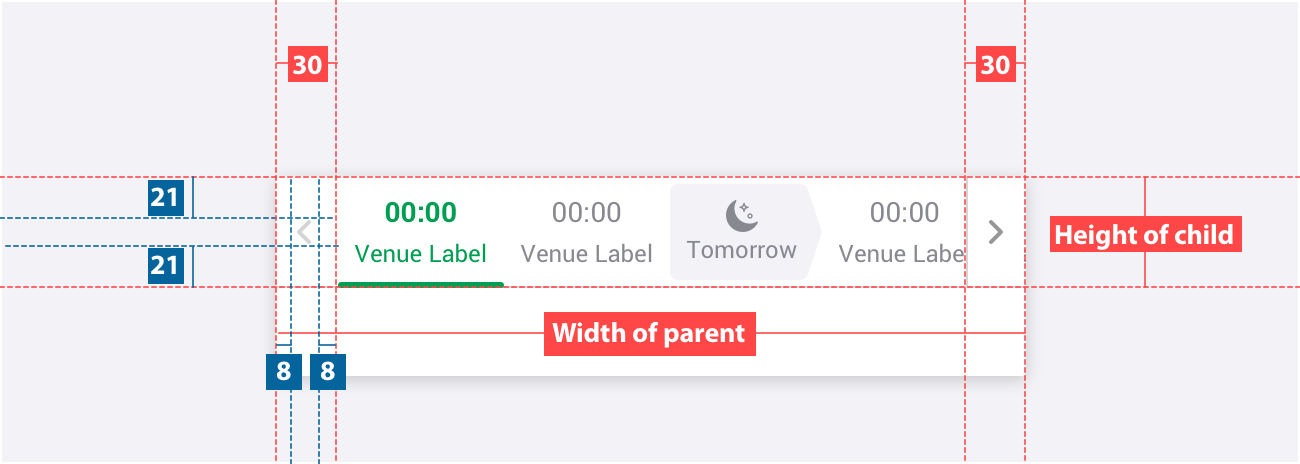 30
30
21
00:00
00:00
00:00
Height of child
Venue Label
Venue Label
Tomorrow
Venue Labe
21
Width of parent
8
8